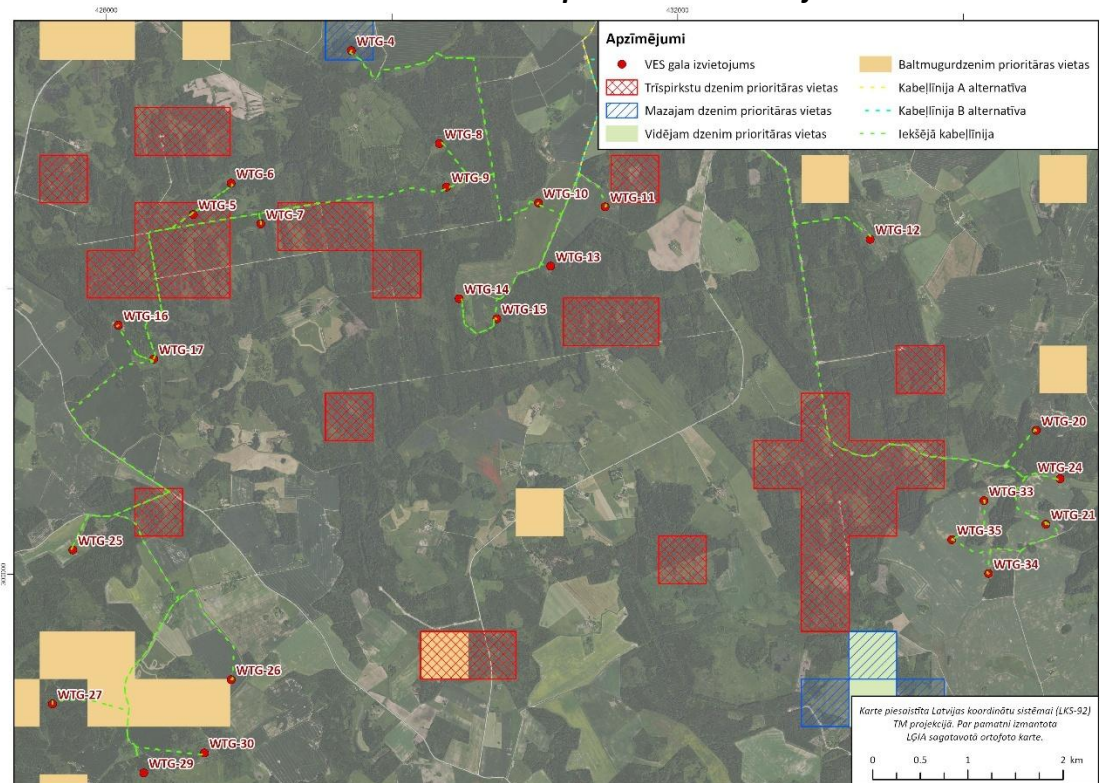 428000
432000
Apzīmējumi
VES gala izvietojums
Trīspirkstu dzenim prioritāras vietas
Mazajam dzenim prioritāras vietas
Vidējam dzenim prioritāras vietas
Baltmugurdzenim prioritāras vietas
Kabeļlīnija A alternatīva
Kabeļlīnija B alternatīva
Iekšējā kabeļlīnija
WTG-4
WTG-8
WTG-6
WTG-9
WTG-5
WTG-7
WTG-10
WTG-11
WTG-12
WTG-13
WTG-14
WTG-15
WTG-16
WTG-17
WTG-20
WTG-24
WTG-33
WTG-21
WTG-35
WTG-34
WTG-25
WTG-26
WTG-27
WTG-30
WTG-29
Karte piesaistīta Latvijas koordinātu sistēmai (LKS-92)
TM projekcijā. Par pamatni izmantota
LĢIA sagatavotā ortofoto karte.
0 0.5 1 2 km